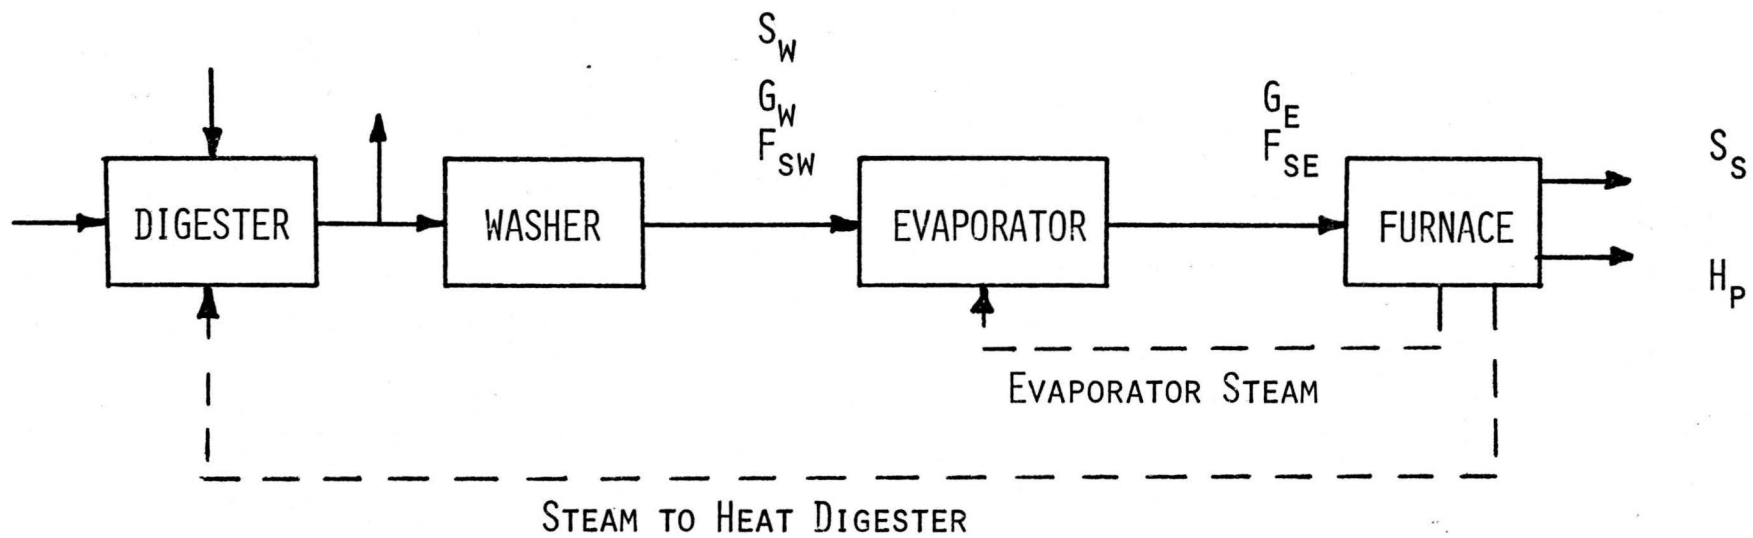 S_W
G_W
F_SW
G_E
F_SE
S_S
DIGESTER
WASHER
EVAPORATOR
FURNACE
H_P
EVAPORATOR STEAM
STEAM TO HEAT DIGESTER